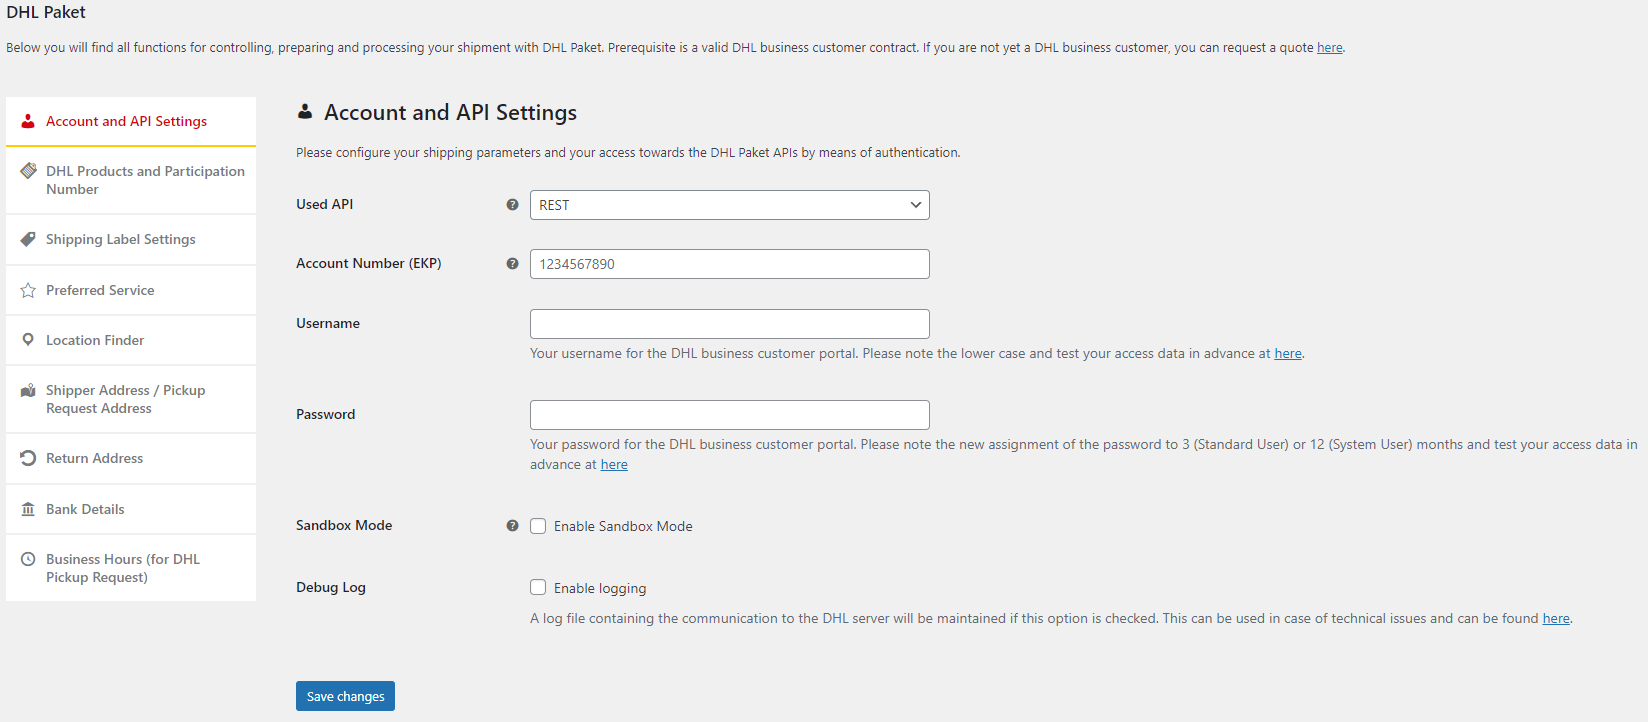 DHL Paket
Below you will find all functions for controlling, preparing and processing your shipment with DHL Paket. Prerequisite is a valid DHL business customer contract. If you are not yet a DHL business customer, you can request a quote here.
Account and API Settings
DHL Products and Participation
Number
Shipping Label Settings
Preferred Service
Location Finder
Shipper Address / Pickup
Request Address
Return Address
Bank Details
Business Hours (for DHL
Pickup Request)
Account and API Settings
Please configure your shipping parameters and your access towards the DHL Paket APIs by means of authentication.
Used API ? REST
Account Number (EKP) ? 1234567890
Username
Your username for the DHL business customer portal. Please note the lower case and test your access data in advance at here.
Password
Your password for the DHL business customer portal. Please note the new assignment of the password to 3 (Standard User) or 12 (System User) months and test your access data in
advance at here
Sandbox Mode ? Enable Sandbox Mode
Debug Log Enable logging
A log file containing the communication to the DHL server will be maintained if this option is checked. This can be used in case of technical issues and can be found here.
Save changes